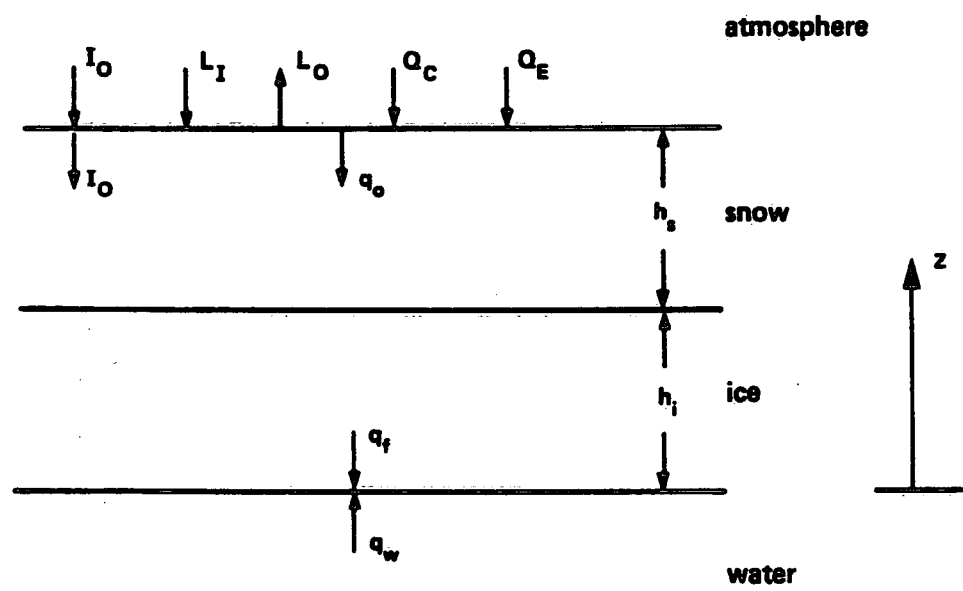 atmosphere
I_O L_I L_O Q_C Q_E
I_O q_o
h_s snow
z
h_i ice
q_f
q_w
water